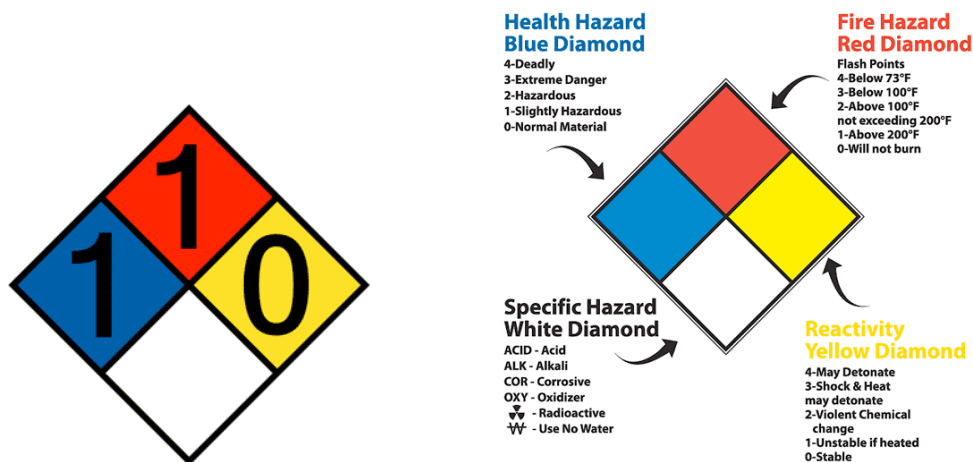 1
1 0
Health Hazard
Blue Diamond
4-Deadly
3-Extreme Danger
2-Hazardous
1-Slightly Hazardous
0-Normal Material
Fire Hazard
Red Diamond
Flash Points
4-Below 73°F
3-Below 100°F
2-Above 100°F
not exceeding 200°F
1-Above 200°F
0-Will not burn
Specific Hazard
White Diamond
ACID - Acid
ALK - Alkali
COR - Corrosive
OXY - Oxidizer
- Radioactive
W - Use No Water
Reactivity
Yellow Diamond
4-May Detonate
3-Shock & Heat
may detonate
2-Violent Chemical
change
1-Unstable if heated
0-Stable